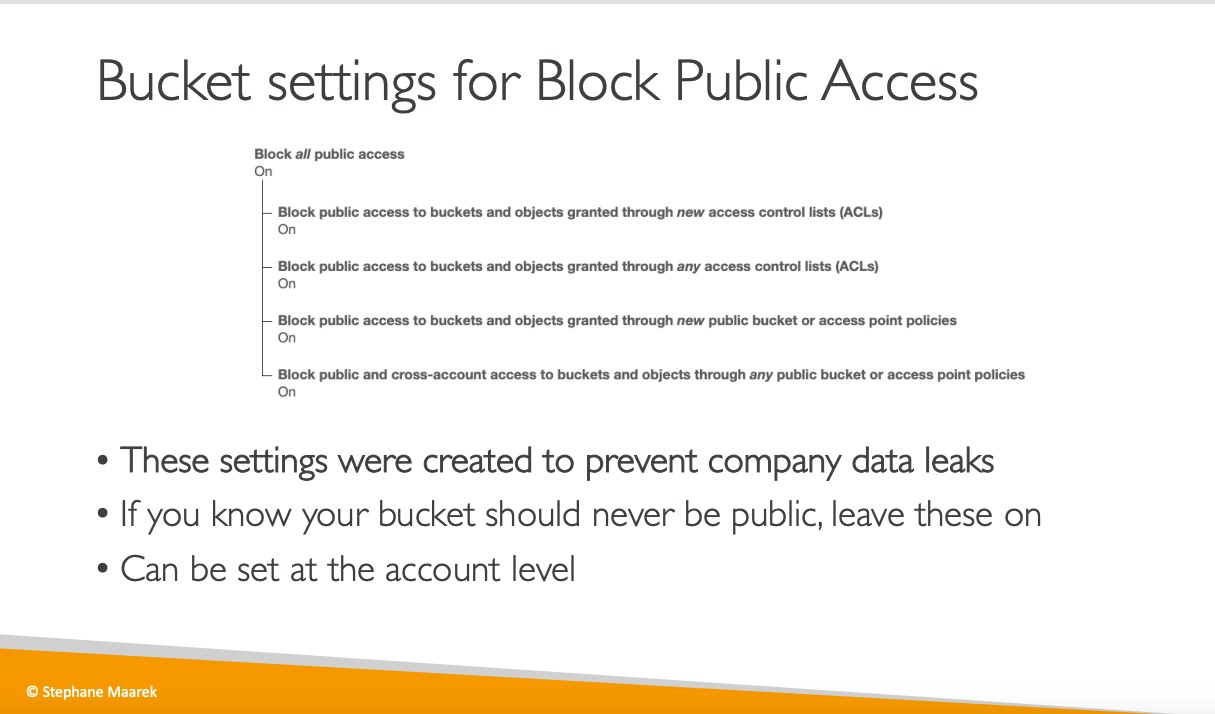 Bucket settings for Block Public Access
Block all public access
On
Block public access to buckets and objects granted through new access control lists (ACLs)
On
Block public access to buckets and objects granted through any access control lists (ACLs)
On
Block public access to buckets and objects granted through new public bucket or access point policies
On
Block public and cross-account access to buckets and objects through any public bucket or access point policies
On
• These settings were created to prevent company data leaks
• If you know your bucket should never be public, leave these on
• Can be set at the account level
© Stephane Maarek